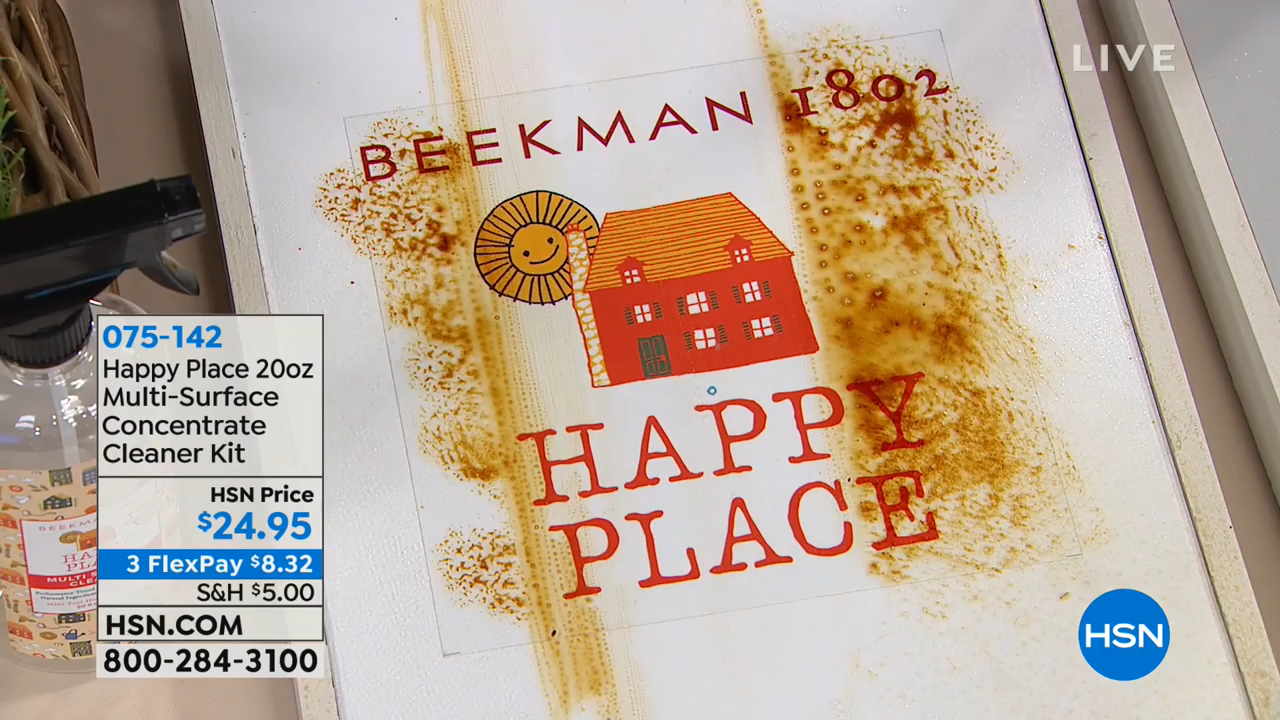 LIVE
BEEKMAN 1802
HAPPY
PLACE
075-142
Happy Place 20oz
Multi-Surface
Concentrate
Cleaner Kit
HSN Price
$24.95
3 FlexPay $8.32
S&H $5.00
HSN.COM
800-284-3100
HSN